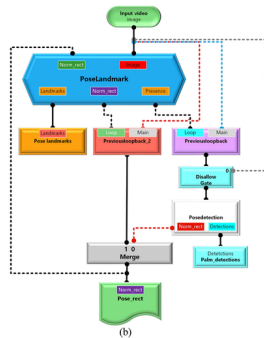 Input video
image
Norm_rect
Image
PoseLandmark
Landmarks
Norm_rect
Presence
Landmarks
Pose landmarks
Loop
Main
Previousloopback_2
Loop
Main
Previousloopback
Disallow
Gate
Posedetection
Norm_rect
Detections
1 0
Merge
Detetctions
Palm_detections
Norm_rect
Pose_rect
(b)